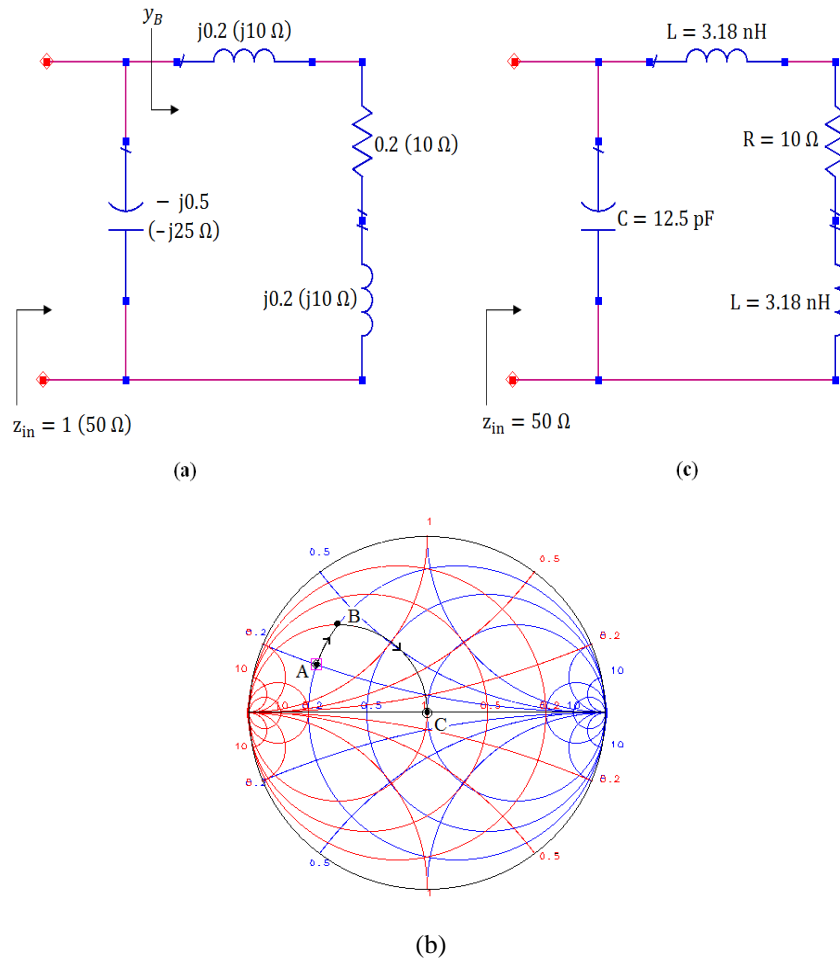 y_B
j0.2 (j10 Ω)
0.2 (10 Ω)
− j0.5
(−j25 Ω)
j0.2 (j10 Ω)
z_in = 1 (50 Ω)
(a)
L = 3.18 nH
R = 10 Ω
C = 12.5 pF
L = 3.18 nH
z_in = 50 Ω
(c)
1
0.5
0.5
0.2
0.2
10
10
B
A
0.2
0.5
1
0.5
0.2
10
C
10
10
0.2
0.2
0.5
0.5
1
(b)